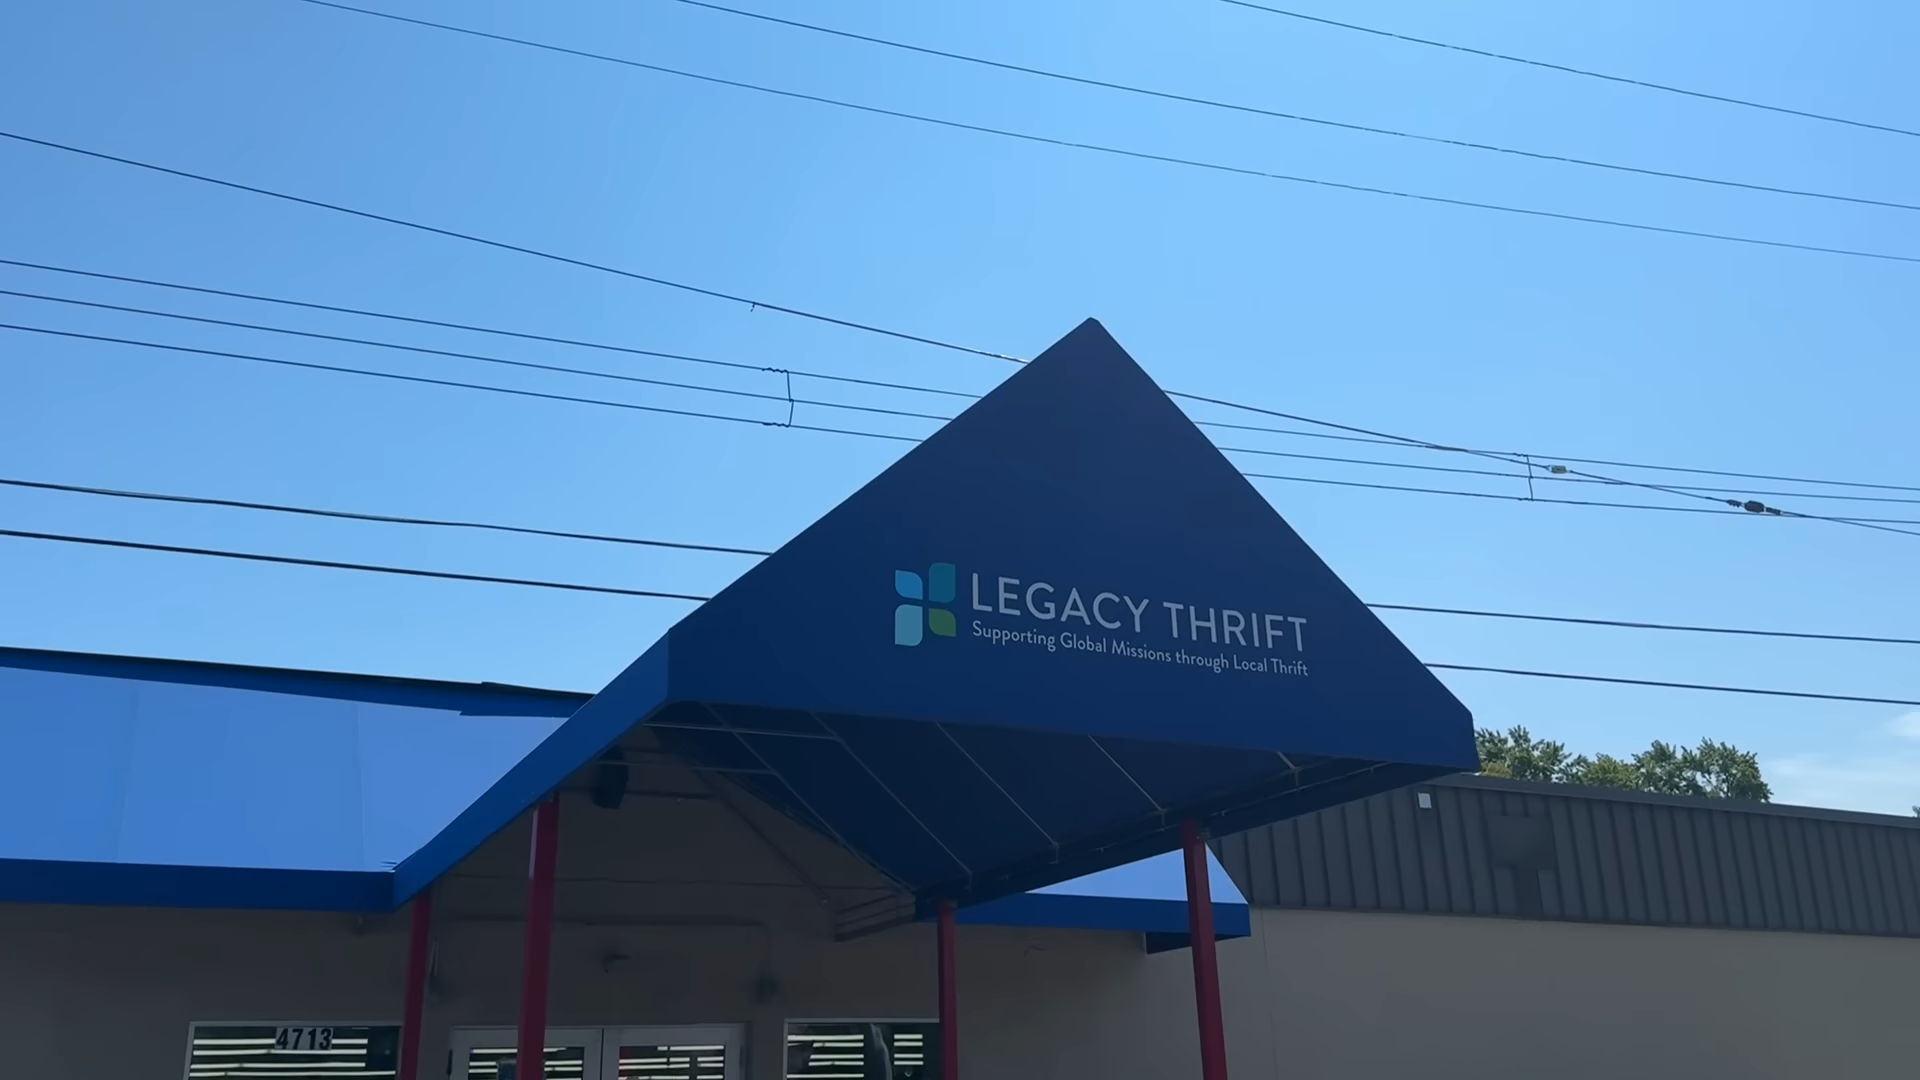 LEGACY THRIFT
Supporting Global Missions through Local Thrift
4713